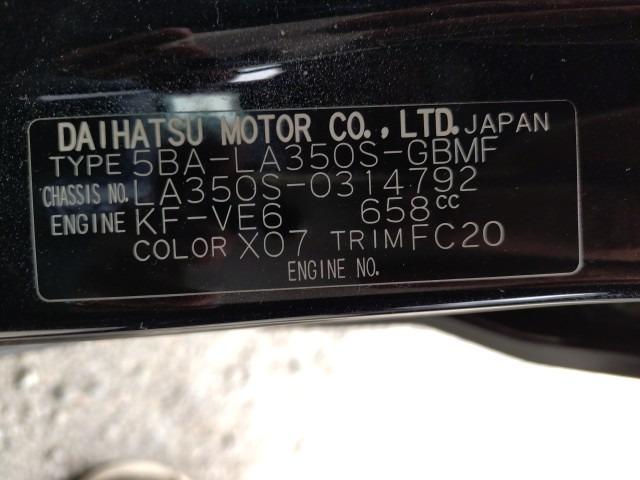 DAIHATSU MOTOR CO., LTD. JAPAN
TYPE 5BA-LA350S-GBMF
CHASSIS NO. LA350S-0314792
ENGINE KF-VE6 658cc
COLOR X07 TRIM FC20
ENGINE NO.